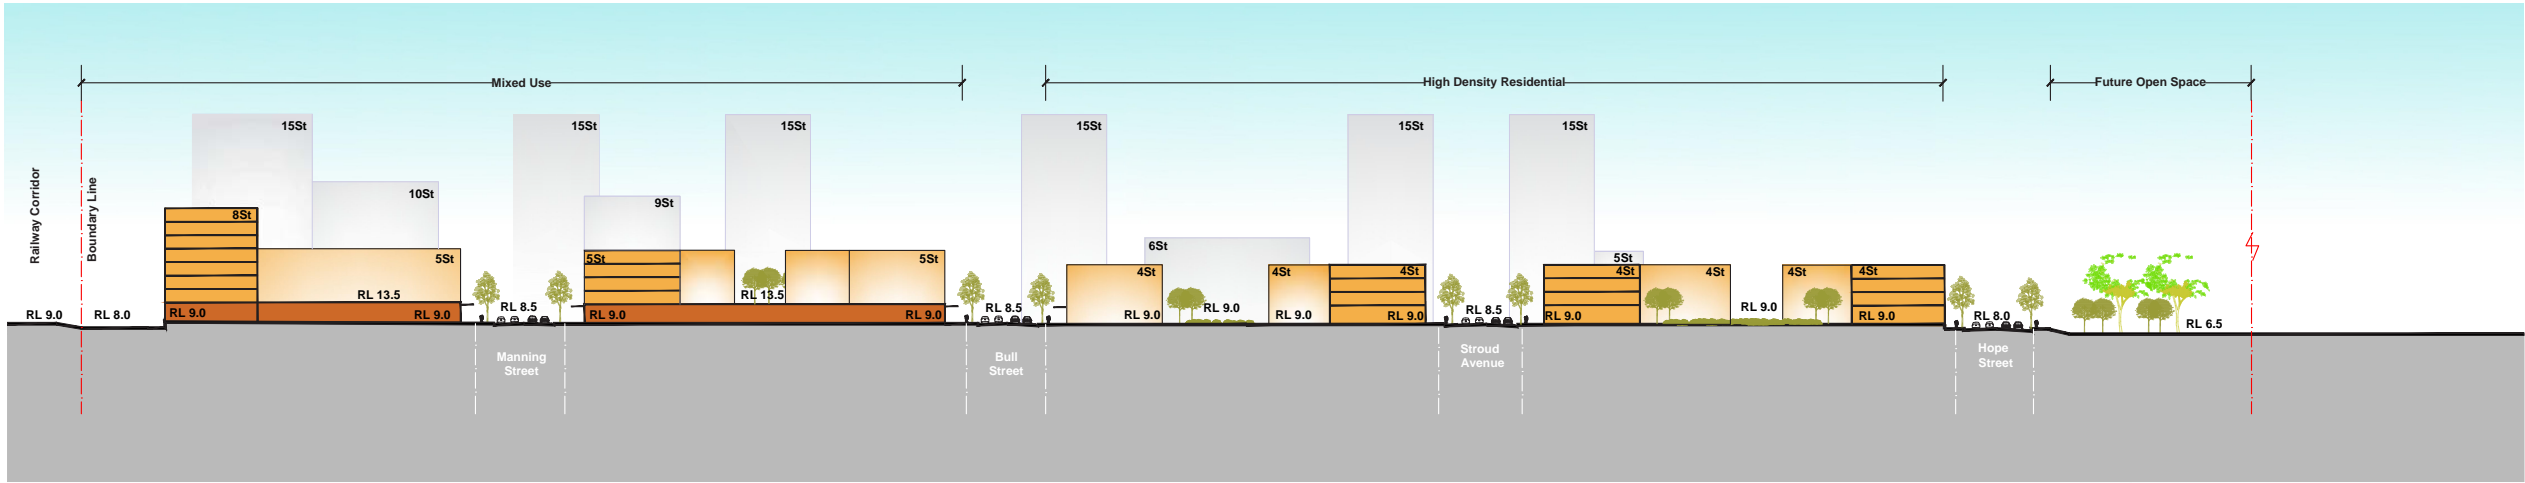 Mixed Use
High Density Residential
Future Open Space
15St
15St
15St
15St
15St
15St
Railway Corridor
Boundary Line
10St
9St
8St
6St
5St
5St
5St
5St
4St
4St
4St
4St
4St
4St
4St
RL 13.5
RL 13.5
RL 9.0
RL 8.0
RL 9.0
RL 9.0
RL 8.5
RL 9.0
RL 9.0
RL 8.5
RL 9.0
RL 9.0
RL 9.0
RL 9.0
RL 8.5
RL 9.0
RL 9.0
RL 9.0
RL 8.0
RL 6.5
Manning
Street
Bull
Street
Stroud
Avenue
Hope
Street